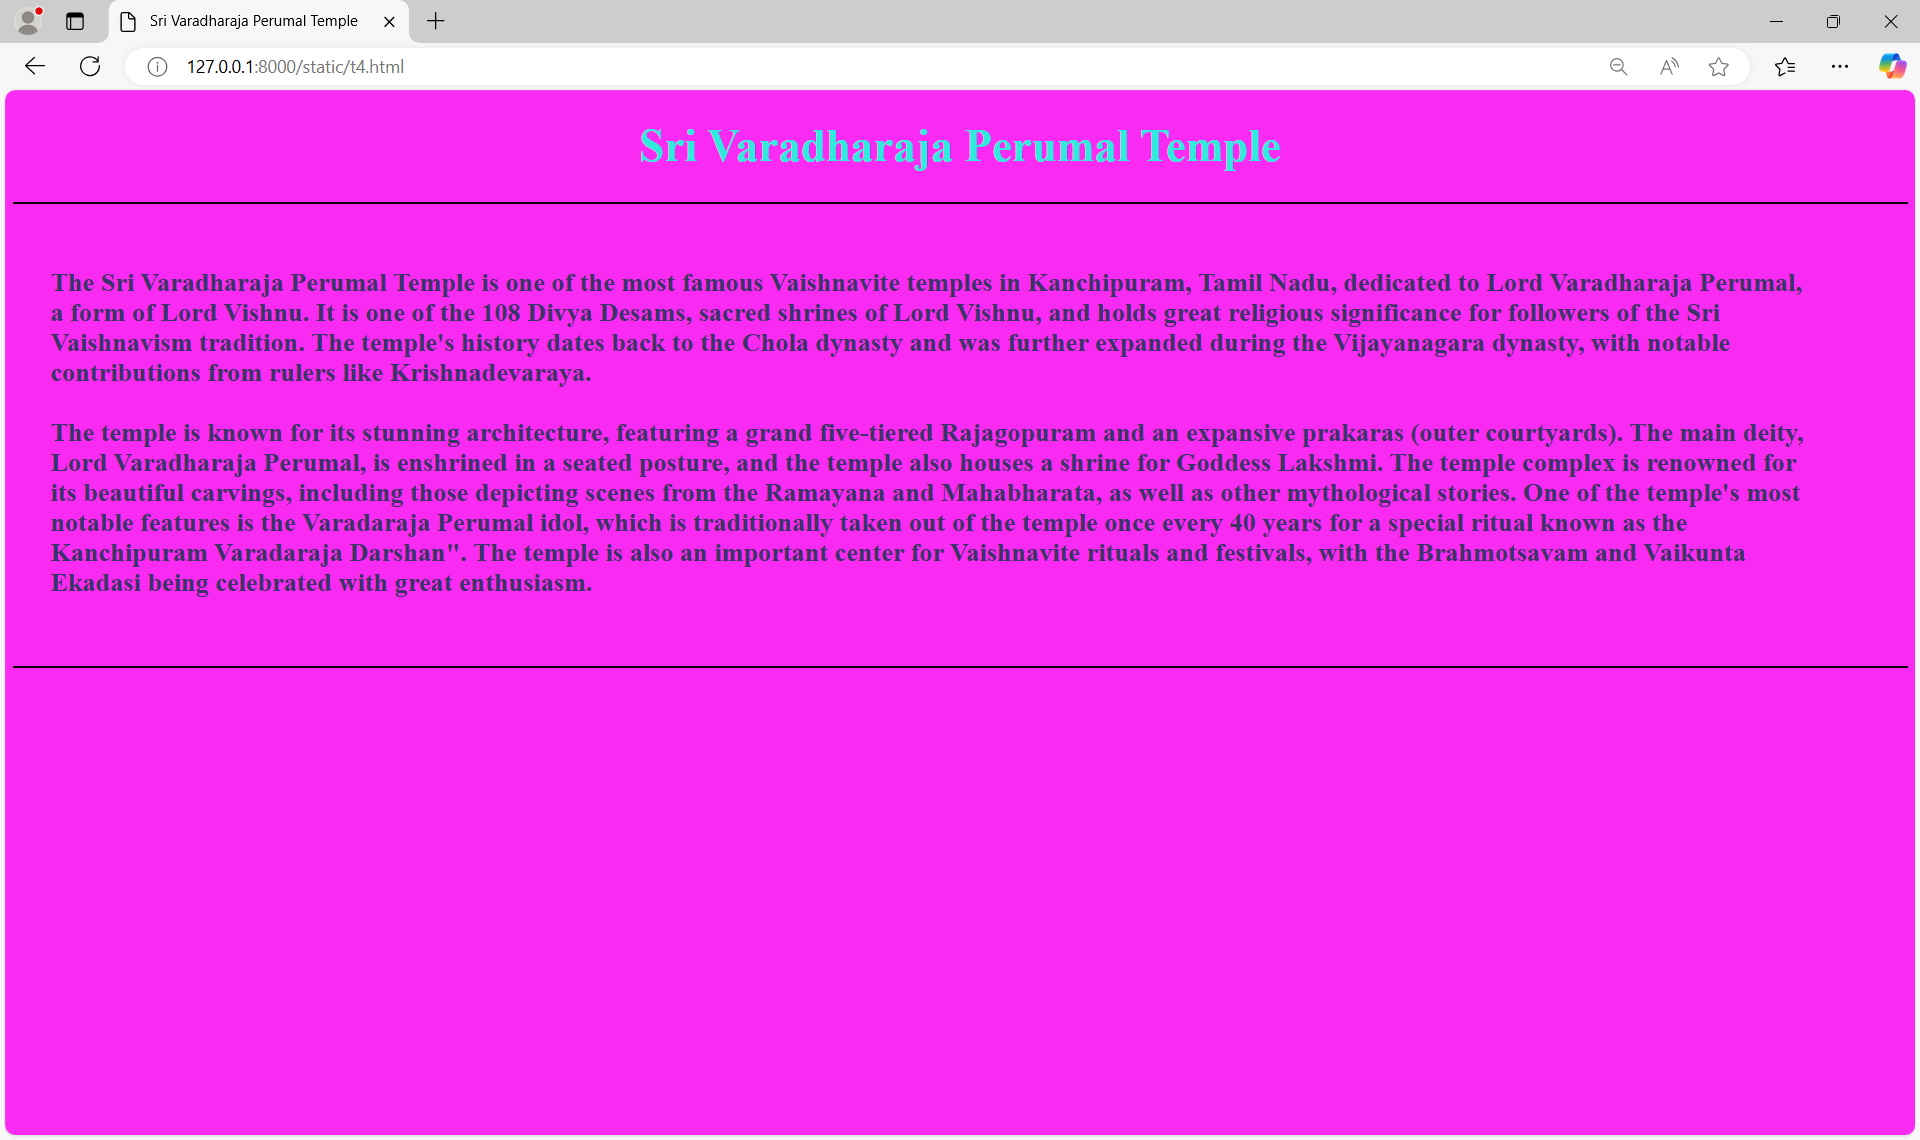 Sri Varadharaja Perumal Temple
127.0.0.1:8000/static/t4.html
Sri Varadharaja Perumal Temple
The Sri Varadharaja Perumal Temple is one of the most famous Vaishnavite temples in Kanchipuram, Tamil Nadu, dedicated to Lord Varadharaja Perumal,
a form of Lord Vishnu. It is one of the 108 Divya Desams, sacred shrines of Lord Vishnu, and holds great religious significance for followers of the Sri
Vaishnavism tradition. The temple's history dates back to the Chola dynasty and was further expanded during the Vijayanagara dynasty, with notable
contributions from rulers like Krishnadevaraya.
The temple is known for its stunning architecture, featuring a grand five-tiered Rajagopuram and an expansive prakaras (outer courtyards). The main deity,
Lord Varadharaja Perumal, is enshrined in a seated posture, and the temple also houses a shrine for Goddess Lakshmi. The temple complex is renowned for
its beautiful carvings, including those depicting scenes from the Ramayana and Mahabharata, as well as other mythological stories. One of the temple's most
notable features is the Varadaraja Perumal idol, which is traditionally taken out of the temple once every 40 years for a special ritual known as the
Kanchipuram Varadaraja Darshan". The temple is also an important center for Vaishnavite rituals and festivals, with the Brahmotsavam and Vaikunta
Ekadasi being celebrated with great enthusiasm.